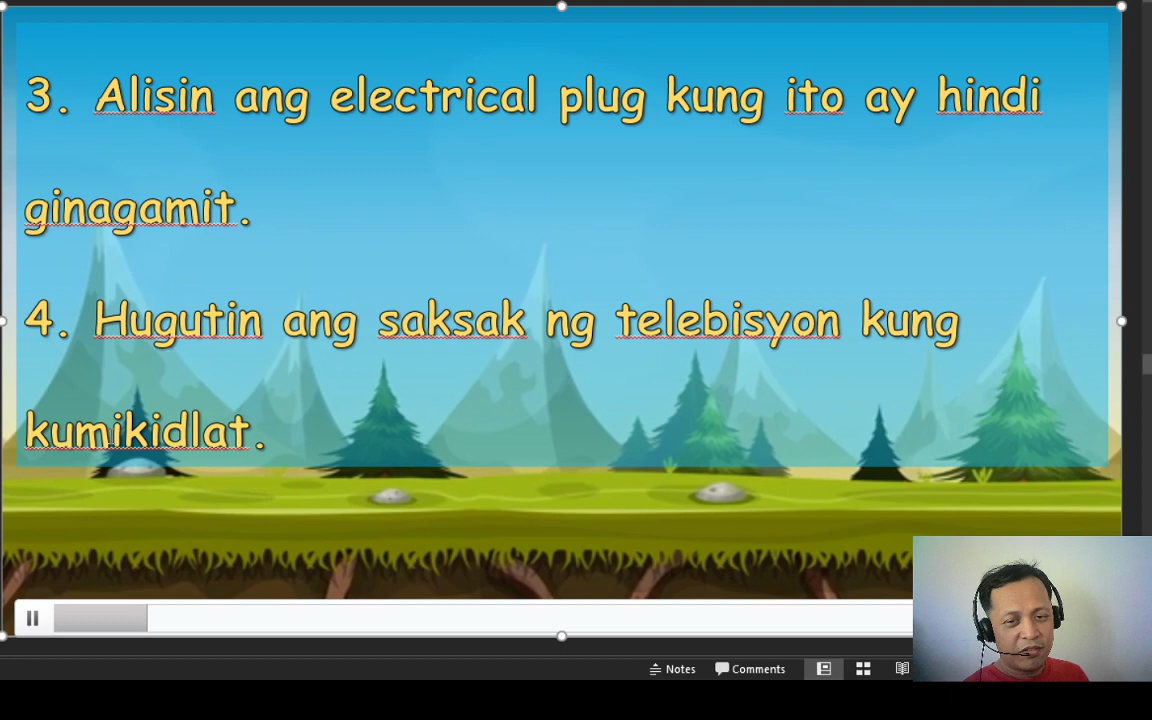 3. Alisin ang electrical plug kung ito ay hindi
ginagamit.
4. Hugutin ang saksak ng telebisyon kung
kumikidlat.
Notes
Comments